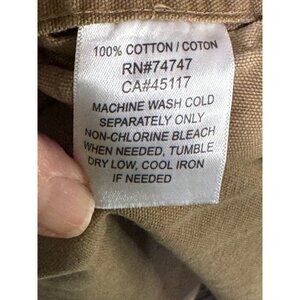 100% COTTON / COTON
RN#74747
CA#45117
MACHINE WASH COLD
SEPARATELY ONLY
NON-CHLORINE BLEACH
WHEN NEEDED, TUMBLE
DRY LOW, COOL IRON
IF NEEDED